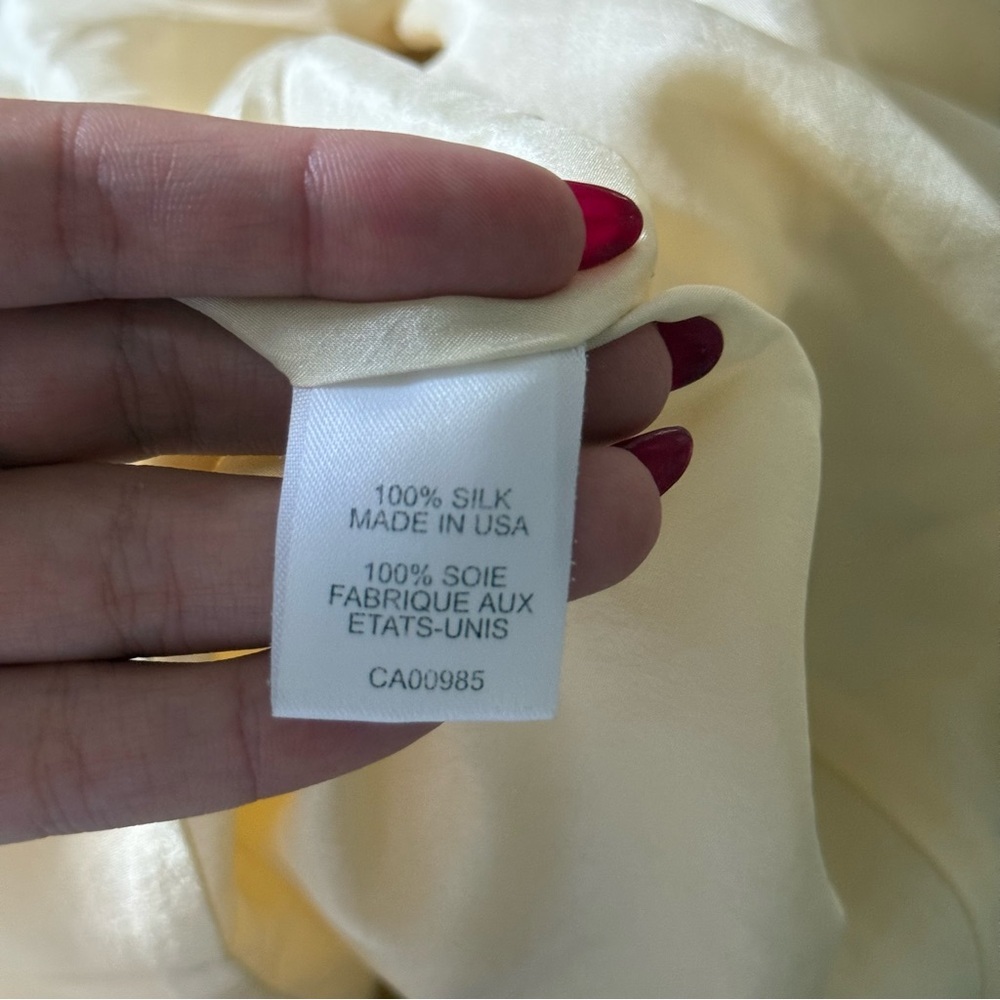 100% SILK
MADE IN USA
100% SOIE
FABRIQUE AUX
ETATS-UNIS
CA00985